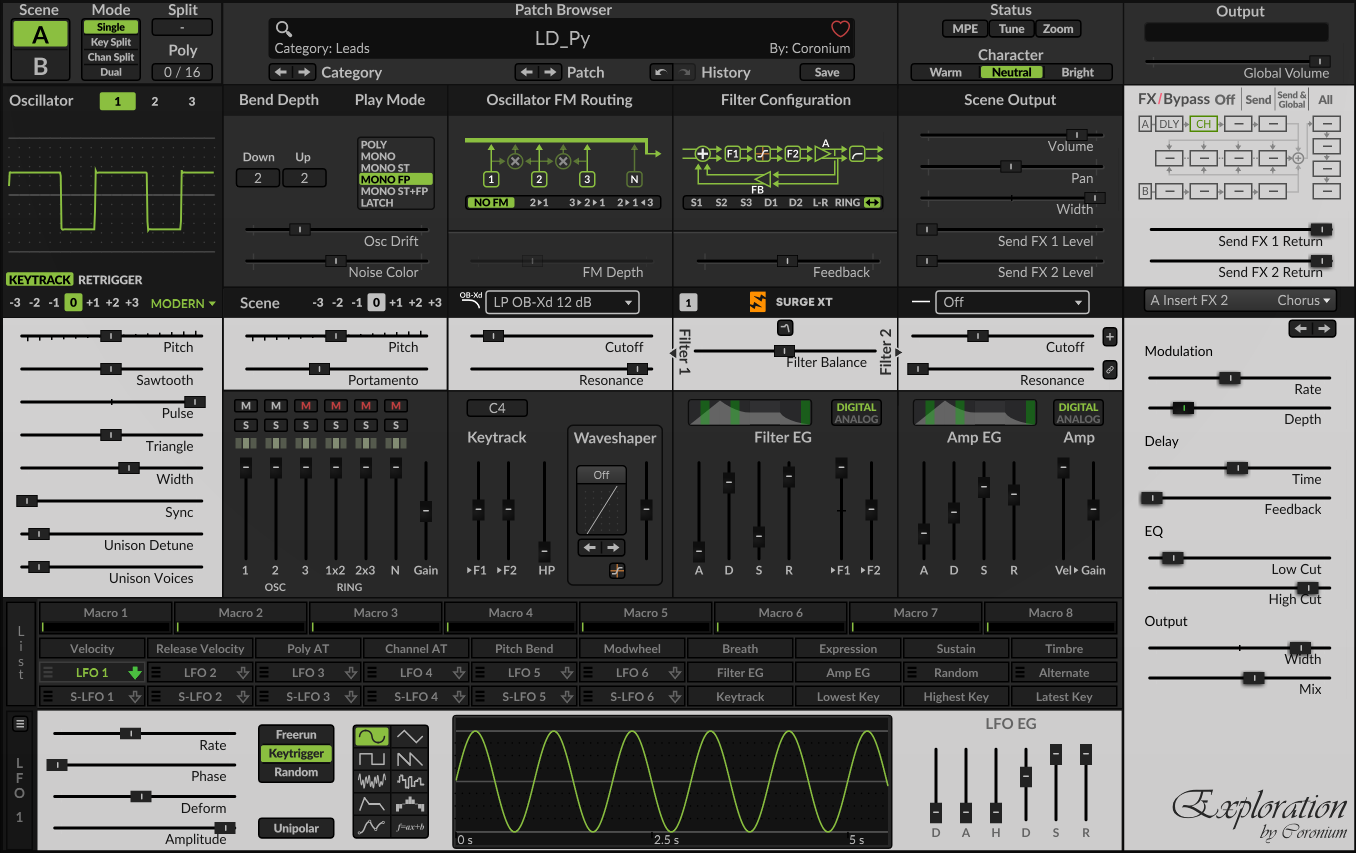 Scene
Mode
Split
Patch Browser
Status
Output
A
B
Single
Key Split
Chan Split
Dual
-
Poly
0 / 16
Category: Leads
LD_Py
By: Coronium
Category
Patch
History
Save
MPE
Tune
Zoom
Character
Warm
Neutral
Bright
Global Volume
Oscillator
1
2
3
Bend Depth
Play Mode
Down
Up
2
2
POLY
MONO
MONO ST
MONO FP
MONO ST+FP
LATCH
Osc Drift
Noise Color
Oscillator FM Routing
1
2
3
N
NO FM
2▸1
3▸2▸1
2▸1◂3
FM Depth
Filter Configuration
F1
F2
A
FB
S1
S2
S3
D1
D2
L-R
RING
Feedback
Scene Output
Volume
Pan
Width
Send FX 1 Level
Send FX 2 Level
FX/Bypass
Off
Send
Send & Global
All
A
DLY
CH
B
Send FX 1 Return
Send FX 2 Return
KEYTRACK
RETRIGGER
-3 -2 -1 0 +1 +2 +3
MODERN
Scene
-3 -2 -1 0 +1 +2 +3
OB-Xd
LP OB-Xd 12 dB
1
SURGE XT
Off
A Insert FX 2
Chorus
Pitch
Sawtooth
Pulse
Triangle
Width
Sync
Unison Detune
Unison Voices
Pitch
Portamento
Cutoff
Resonance
Filter 1
Filter Balance
Filter 2
Cutoff
Resonance
M M M M M
S S S S S
1
2
3
1x2
2x3
N
Gain
OSC
RING
C4
Keytrack
▸F1
▸F2
HP
Waveshaper
Off
DIGITAL
ANALOG
Filter EG
A
D
S
R
▸F1
▸F2
Amp EG
A
D
S
R
DIGITAL
ANALOG
Amp
Vel▸Gain
Modulation
Rate
Depth
Delay
Time
Feedback
EQ
Low Cut
High Cut
Output
Width
Mix
List
Macro 1
Macro 2
Macro 3
Macro 4
Macro 5
Macro 6
Macro 7
Macro 8
Velocity
Release Velocity
Poly AT
Channel AT
Pitch Bend
Modwheel
Breath
Expression
Sustain
Timbre
LFO 1
LFO 2
LFO 3
LFO 4
LFO 5
LFO 6
Filter EG
Amp EG
Random
Alternate
S-LFO 1
S-LFO 2
S-LFO 3
S-LFO 4
S-LFO 5
S-LFO 6
Keytrack
Lowest Key
Highest Key
Latest Key
LFO 1
Rate
Phase
Deform
Amplitude
Freerun
Keytrigger
Random
Unipolar
f=ax+b
0 s
2.5 s
5 s
LFO EG
D
A
H
D
S
R
Exploration
by Coronium